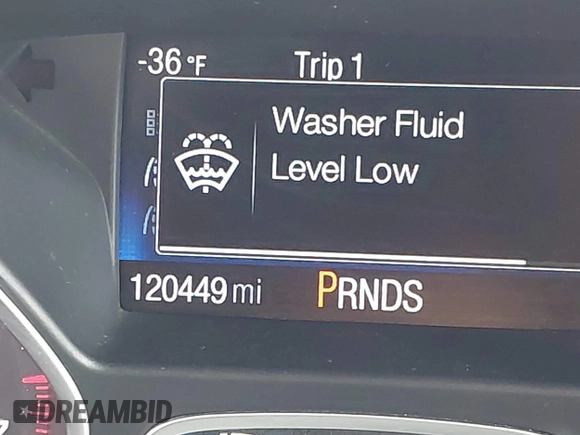 -36 °F Trip 1
Washer Fluid
Level Low
120449 mi PRNDS
DREAMBID